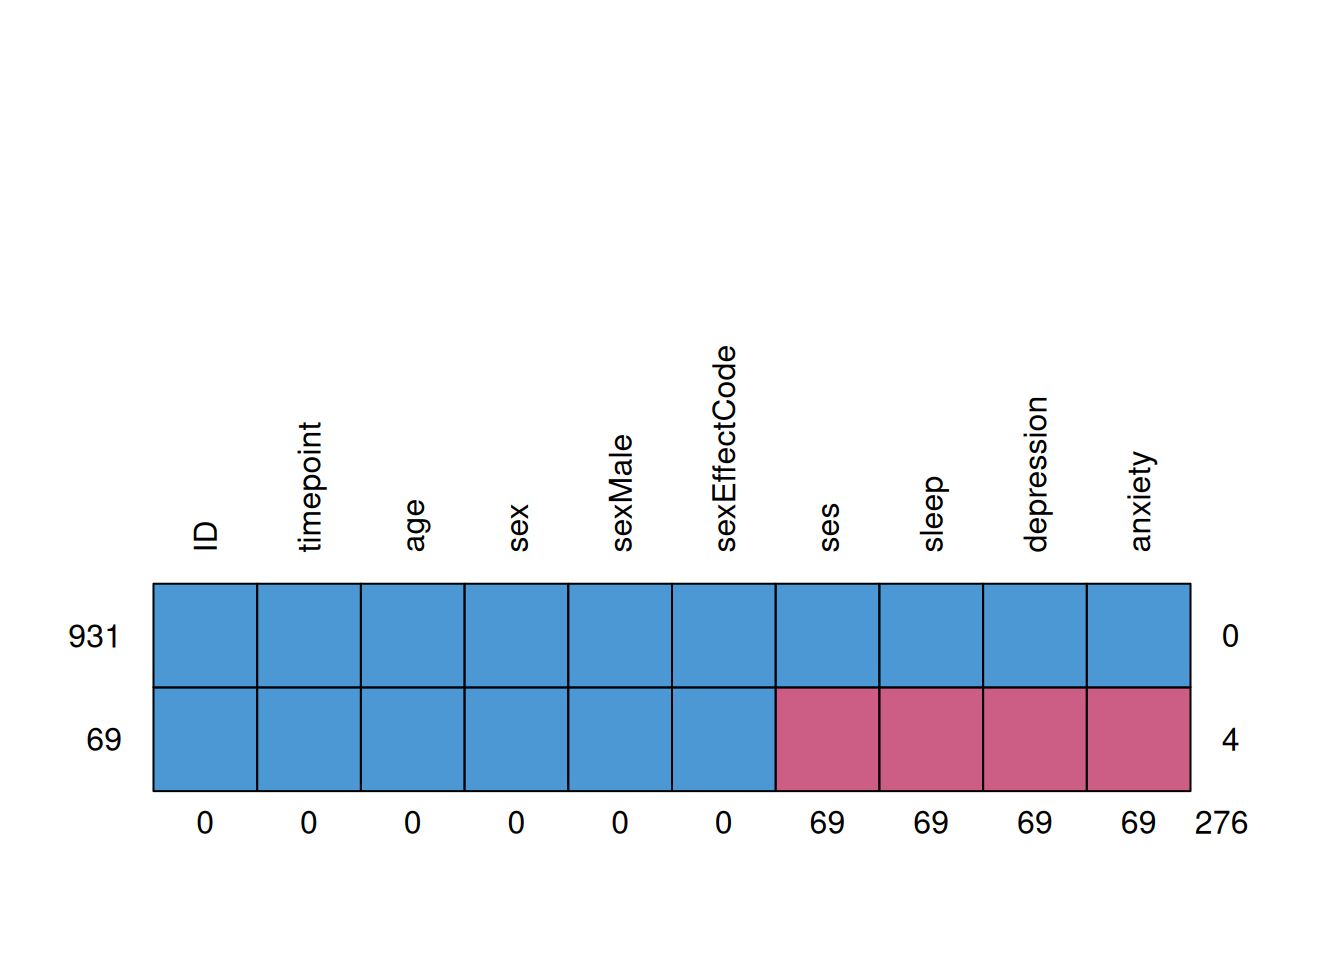 ID timepoint age sex sexMale sexEffectCode ses sleep depression anxiety
931 0
69 4
0 0 0 0 0 0 69 69 69 69 276